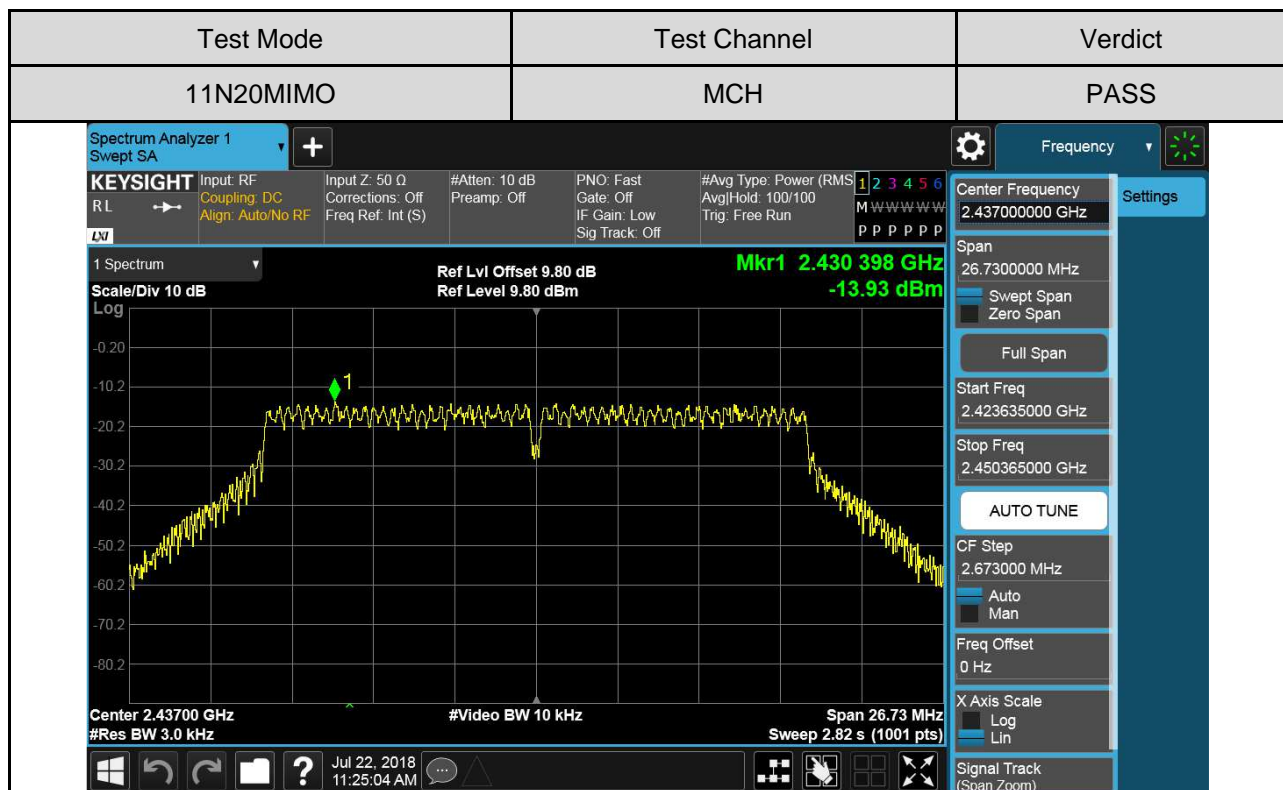 Test Mode Test Channel Verdict
11N20MIMO MCH PASS
Spectrum Analyzer 1
Swept SA
+
Frequency
KEYSIGHT
RL
LXI
Input: RF
Coupling: DC
Align: Auto/No RF
Input Z: 50 Ω
Corrections: Off
Freq Ref: Int (S)
#Atten: 10 dB
Preamp: Off
PNO: Fast
Gate: Off
IF Gain: Low
Sig Track: Off
#Avg Type: Power (RMS
Avg|Hold: 100/100
Trig: Free Run
1 2 3 4 5 6
M W W W W W
P P P P P P
1 Spectrum
Scale/Div 10 dB
Ref Lvl Offset 9.80 dB
Ref Level 9.80 dBm
Mkr1 2.430 398 GHz
-13.93 dBm
Log
-0.20
-10.2
-20.2
-30.2
-40.2
-50.2
-60.2
-70.2
-80.2
1
Center 2.43700 GHz
#Res BW 3.0 kHz
#Video BW 10 kHz
Span 26.73 MHz
Sweep 2.82 s (1001 pts)
Center Frequency
2.437000000 GHz
Settings
Span
26.7300000 MHz
Swept Span
Zero Span
Full Span
Start Freq
2.423635000 GHz
Stop Freq
2.450365000 GHz
AUTO TUNE
CF Step
2.673000 MHz
Auto
Man
Freq Offset
0 Hz
X Axis Scale
Log
Lin
Signal Track
(Span Zoom)
?
Jul 22, 2018
11:25:04 AM